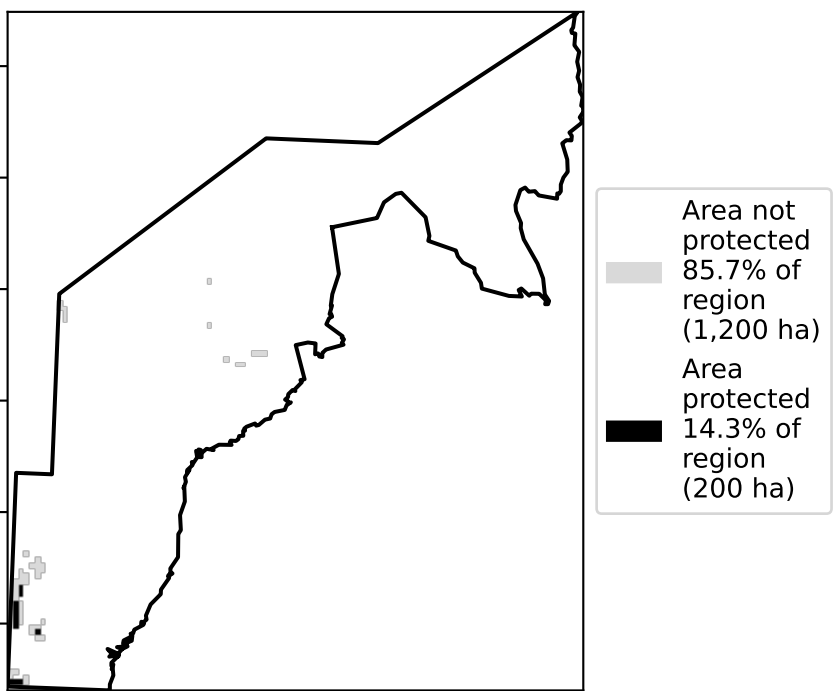 Area not
protected
85.7% of
region
(1,200 ha)
Area
protected
14.3% of
region
(200 ha)